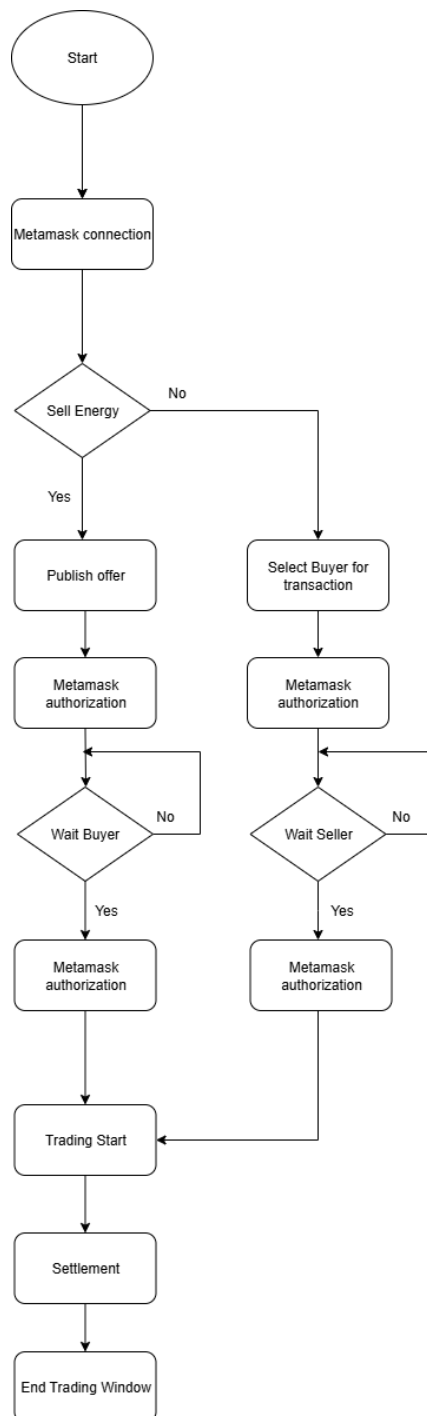 Start
Metamask connection
Sell Energy
No
Yes
Publish offer
Select Buyer for
transaction
Metamask
authorization
Metamask
authorization
Wait Buyer
No
Wait Seller
No
Yes
Yes
Metamask
authorization
Metamask
authorization
Trading Start
Settlement
End Trading Window